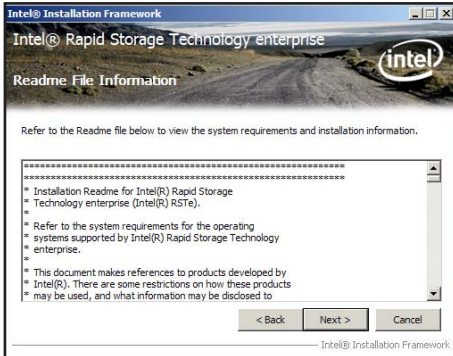 Intel® Installation Framework
Intel® Rapid Storage Technology enterprise
intel
Readme File Information
Refer to the Readme file below to view the system requirements and installation information.
************************************************************
************************************************************
* Installation Readme for Intel(R) Rapid Storage
* Technology enterprise (Intel(R) RSTe).
*
* Refer to the system requirements for the operating
* systems supported by Intel(R) Rapid Storage Technology
* enterprise.
*
* This document makes references to products developed by
* Intel(R). There are some restrictions on how these products
* may be used, and what information may be disclosed to
< Back
Next >
Cancel
Intel® Installation Framework